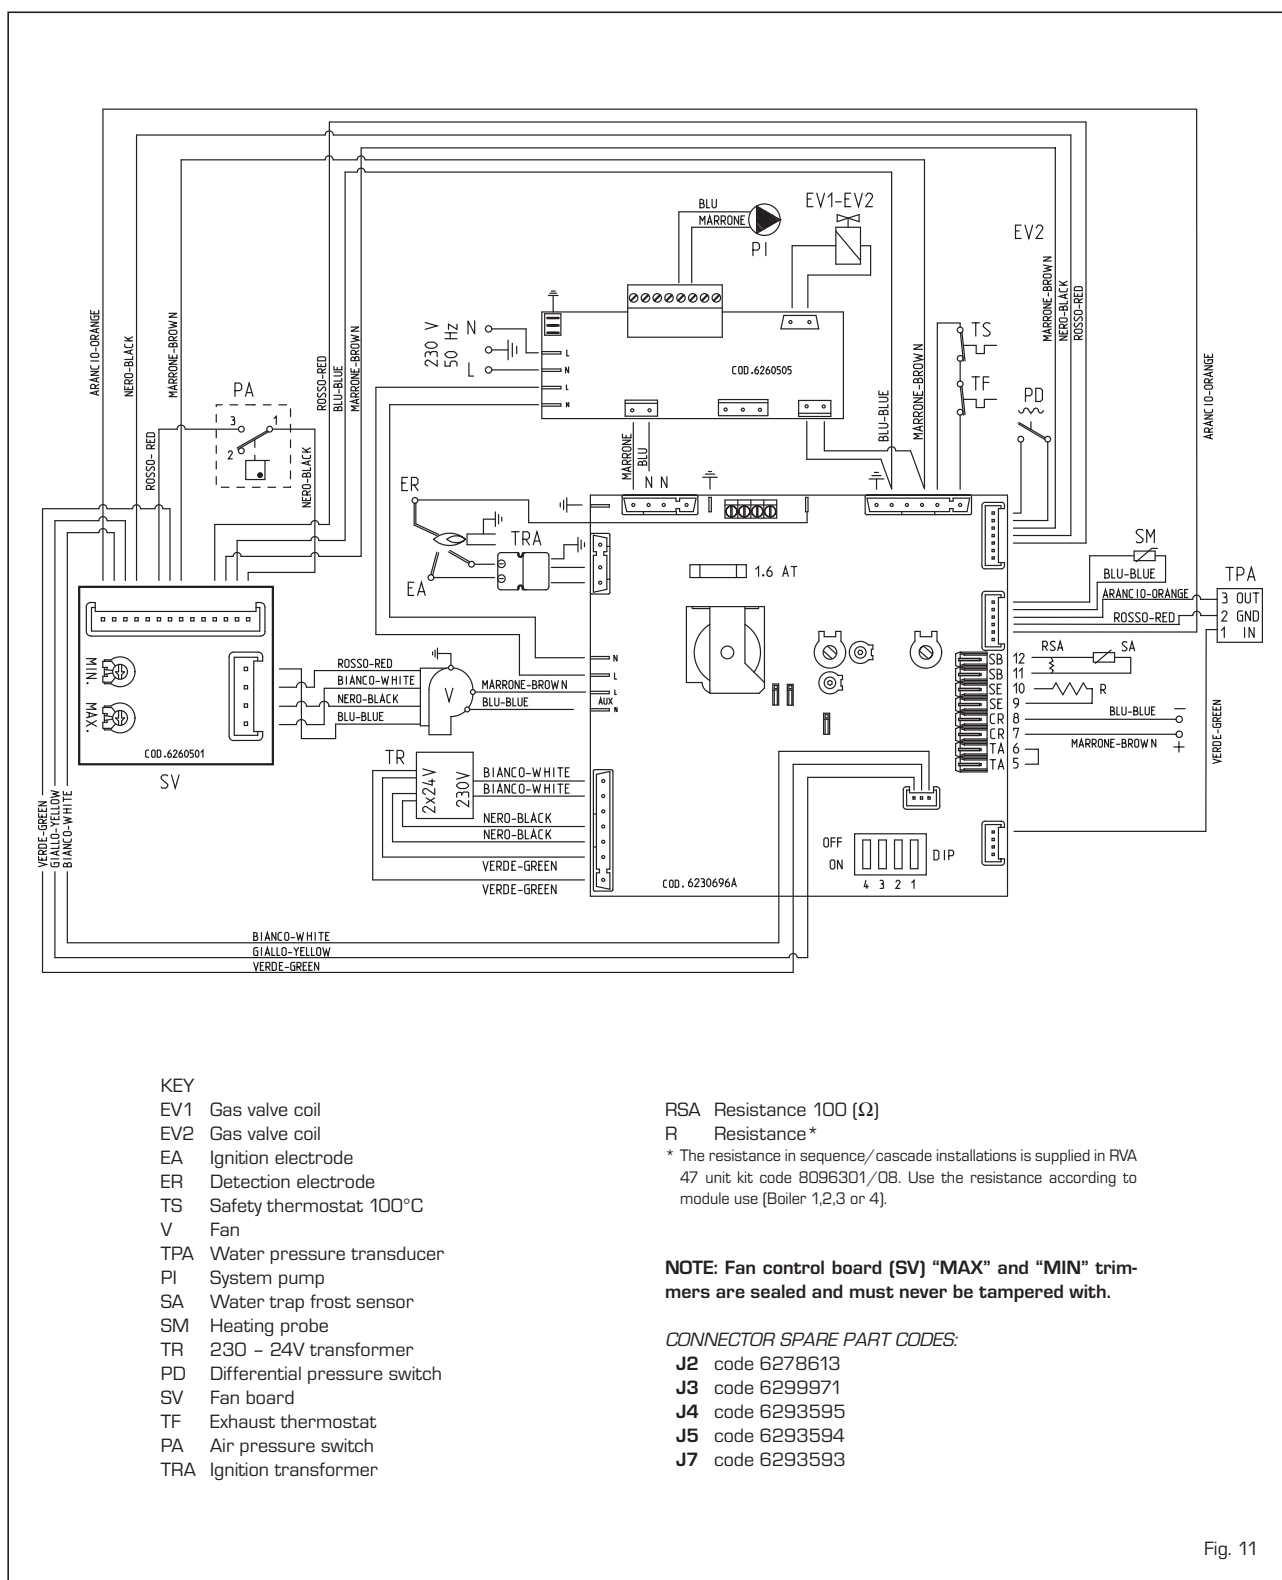 ARANCIO-ORANGE
NERO-BLACK
MARRONE-BROWN
ROSSO-RED
BLU-BLUE
MARRONE-BROWN
PA
3
1
2
ROSSO- RED
NERO-BLACK
BLU
MARRONE
PI
EV1-EV2
EV2
MARRONE-BROWN
NERO-BLACK
ROSSO-RED
ARANCIO-ORANGE
230 V
50 Hz
N
L
L
N
L
N
COD.6260505
MARRONE
BLU
N N
BLU-BLUE
MARRONE-BROWN
TS
TF
PD
ER
TRA
EA
1.6 AT
SM
BLU-BLUE
ARANCIO-ORANGE
ROSSO-RED
TPA
3 OUT
2 GND
1 IN
RSA
SA
SB 12
SB 11
SE 10
R
SE 9
CR 8
BLU-BLUE
−
CR 7
MARRONE-BROWN
+
TA 6
TA 5
VERDE-GREEN
MIN.
MAX.
COD.6260501
SV
ROSSO-RED
BIANCO-WHITE
NERO-BLACK
BLU-BLUE
V
MARRONE-BROWN
BLU-BLUE
N
L
L
AUX
N
TR
2x24V
230V
BIANCO-WHITE
BIANCO-WHITE
NERO-BLACK
NERO-BLACK
VERDE-GREEN
VERDE-GREEN
COD. 6230696A
OFF
ON
DIP
4 3 2 1
VERDE-GREEN
GIALLO-YELLOW
BIANCO-WHITE
BIANCO-WHITE
GIALLO-YELLOW
VERDE-GREEN
KEY
EV1 Gas valve coil
EV2 Gas valve coil
EA Ignition electrode
ER Detection electrode
TS Safety thermostat 100°C
V Fan
TPA Water pressure transducer
PI System pump
SA Water trap frost sensor
SM Heating probe
TR 230 – 24V transformer
PD Differential pressure switch
SV Fan board
TF Exhaust thermostat
PA Air pressure switch
TRA Ignition transformer
RSA Resistance 100 (Ω)
R Resistance*
* The resistance in sequence/cascade installations is supplied in RVA
47 unit kit code 8096301/08. Use the resistance according to
module use (Boiler 1,2,3 or 4).
NOTE: Fan control board (SV) “MAX” and “MIN” trim-
mers are sealed and must never be tampered with.
CONNECTOR SPARE PART CODES:
J2 code 6278613
J3 code 6299971
J4 code 6293595
J5 code 6293594
J7 code 6293593
Fig. 11